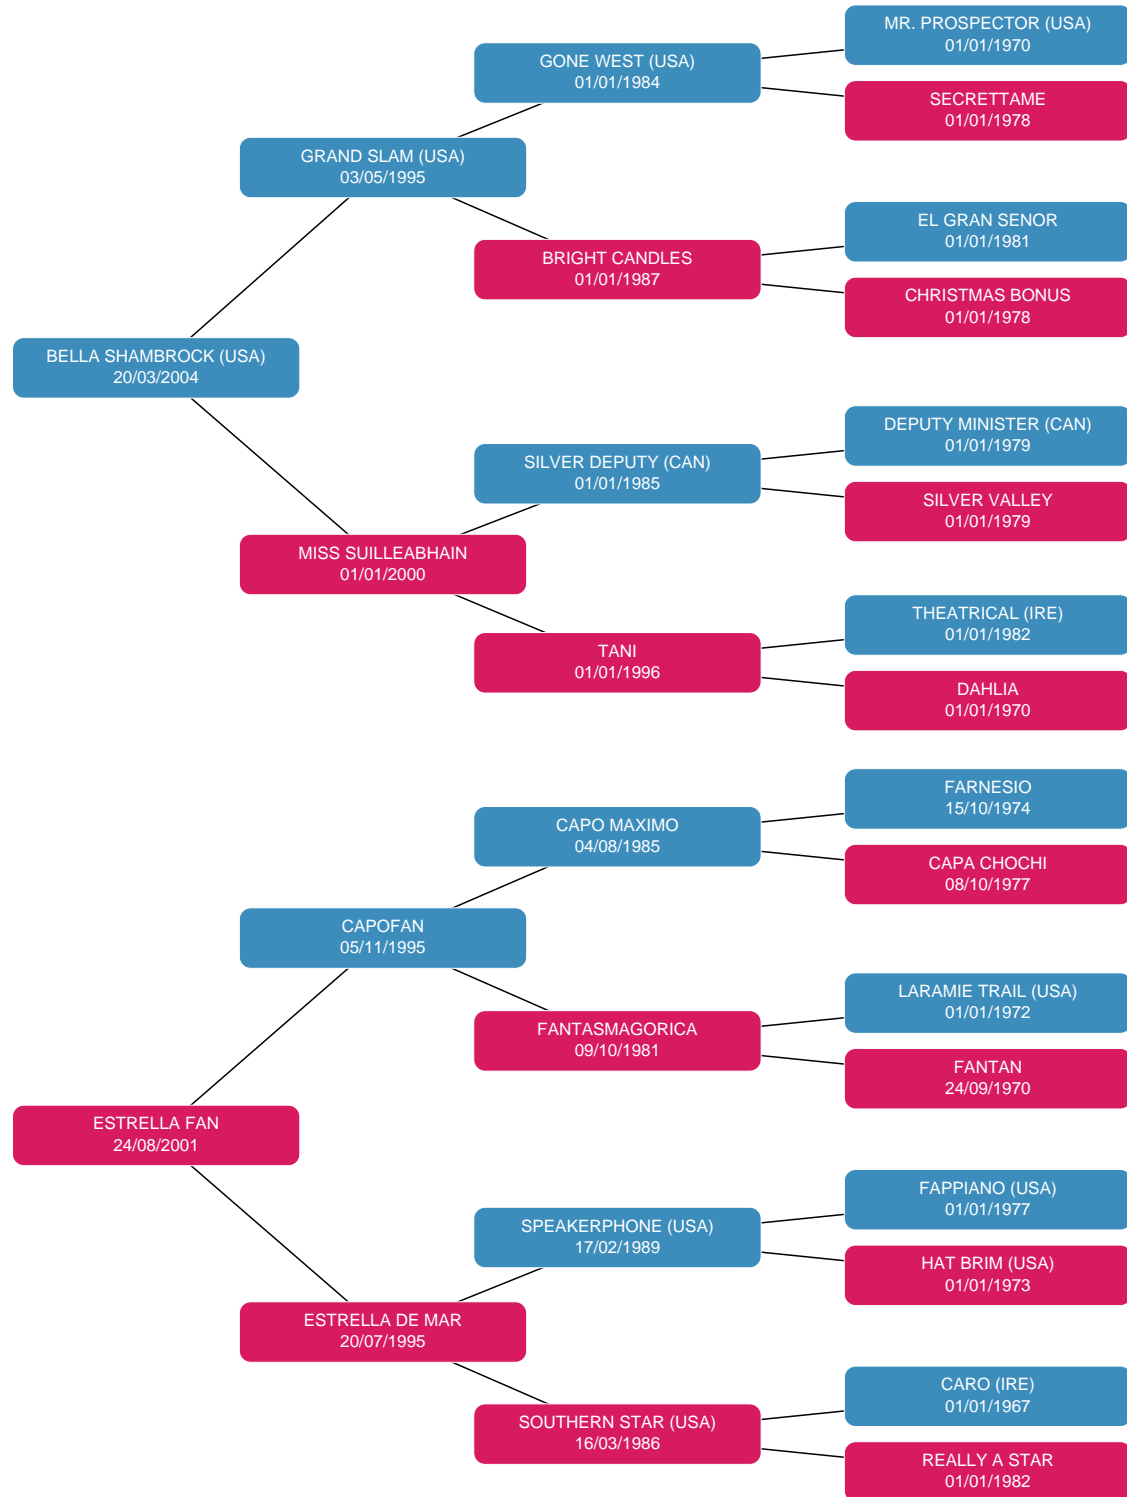 MR. PROSPECTOR (USA)
01/01/1970
GONE WEST (USA)
01/01/1984
SECRETTAME
01/01/1978
GRAND SLAM (USA)
03/05/1995
EL GRAN SENOR
01/01/1981
BRIGHT CANDLES
01/01/1987
CHRISTMAS BONUS
01/01/1978
BELLA SHAMBROCK (USA)
20/03/2004
DEPUTY MINISTER (CAN)
01/01/1979
SILVER DEPUTY (CAN)
01/01/1985
SILVER VALLEY
01/01/1979
MISS SUILLEABHAIN
01/01/2000
THEATRICAL (IRE)
01/01/1982
TANI
01/01/1996
DAHLIA
01/01/1970
FARNESIO
15/10/1974
CAPO MAXIMO
04/08/1985
CAPA CHOCHI
08/10/1977
CAPOFAN
05/11/1995
LARAMIE TRAIL (USA)
01/01/1972
FANTASMAGORICA
09/10/1981
FANTAN
24/09/1970
ESTRELLA FAN
24/08/2001
FAPPIANO (USA)
01/01/1977
SPEAKERPHONE (USA)
17/02/1989
HAT BRIM (USA)
01/01/1973
ESTRELLA DE MAR
20/07/1995
CARO (IRE)
01/01/1967
SOUTHERN STAR (USA)
16/03/1986
REALLY A STAR
01/01/1982